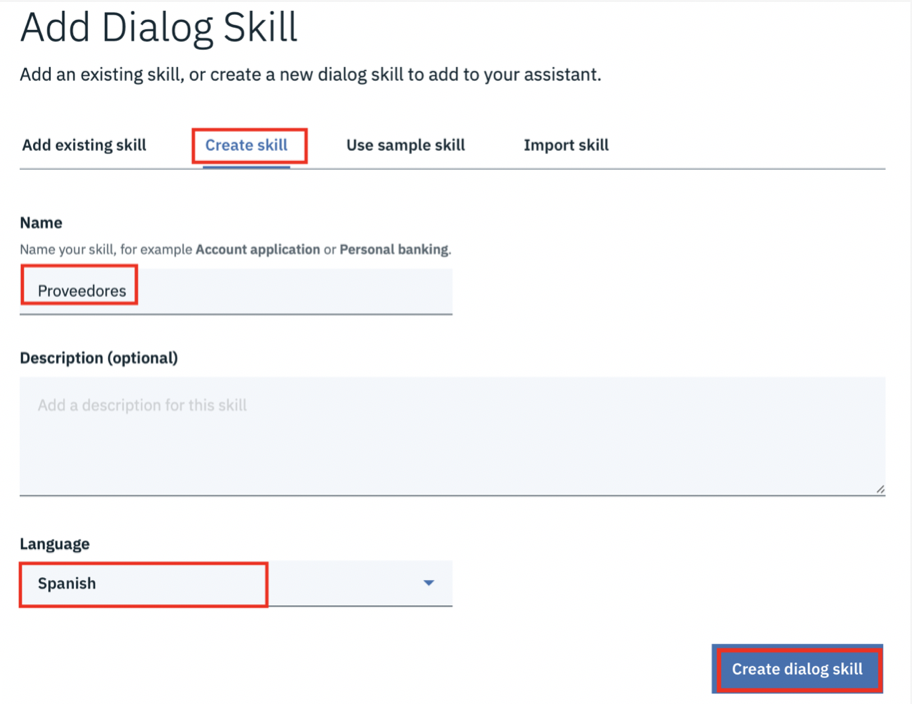 Add Dialog Skill
Add an existing skill, or create a new dialog skill to add to your assistant.
Add existing skill Create skill Use sample skill Import skill
Name
Name your skill, for example Account application or Personal banking.
Proveedores
Description (optional)
Add a description for this skill
Language
Spanish
Create dialog skill